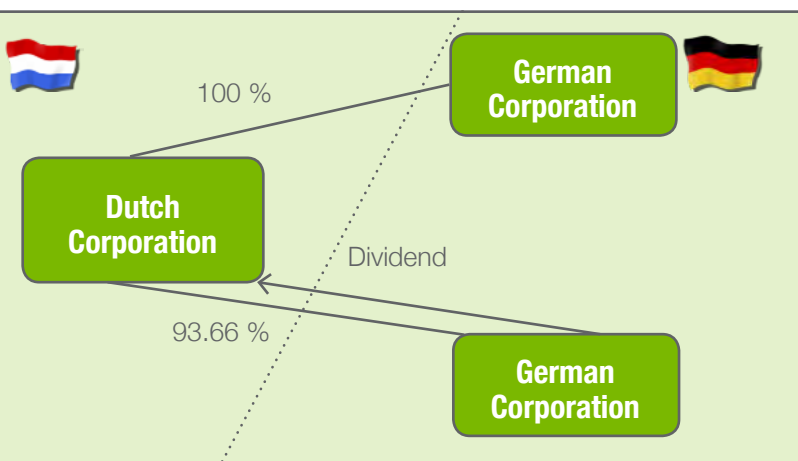 German
Corporation
100 %
Dutch
Corporation
Dividend
93.66 %
German
Corporation